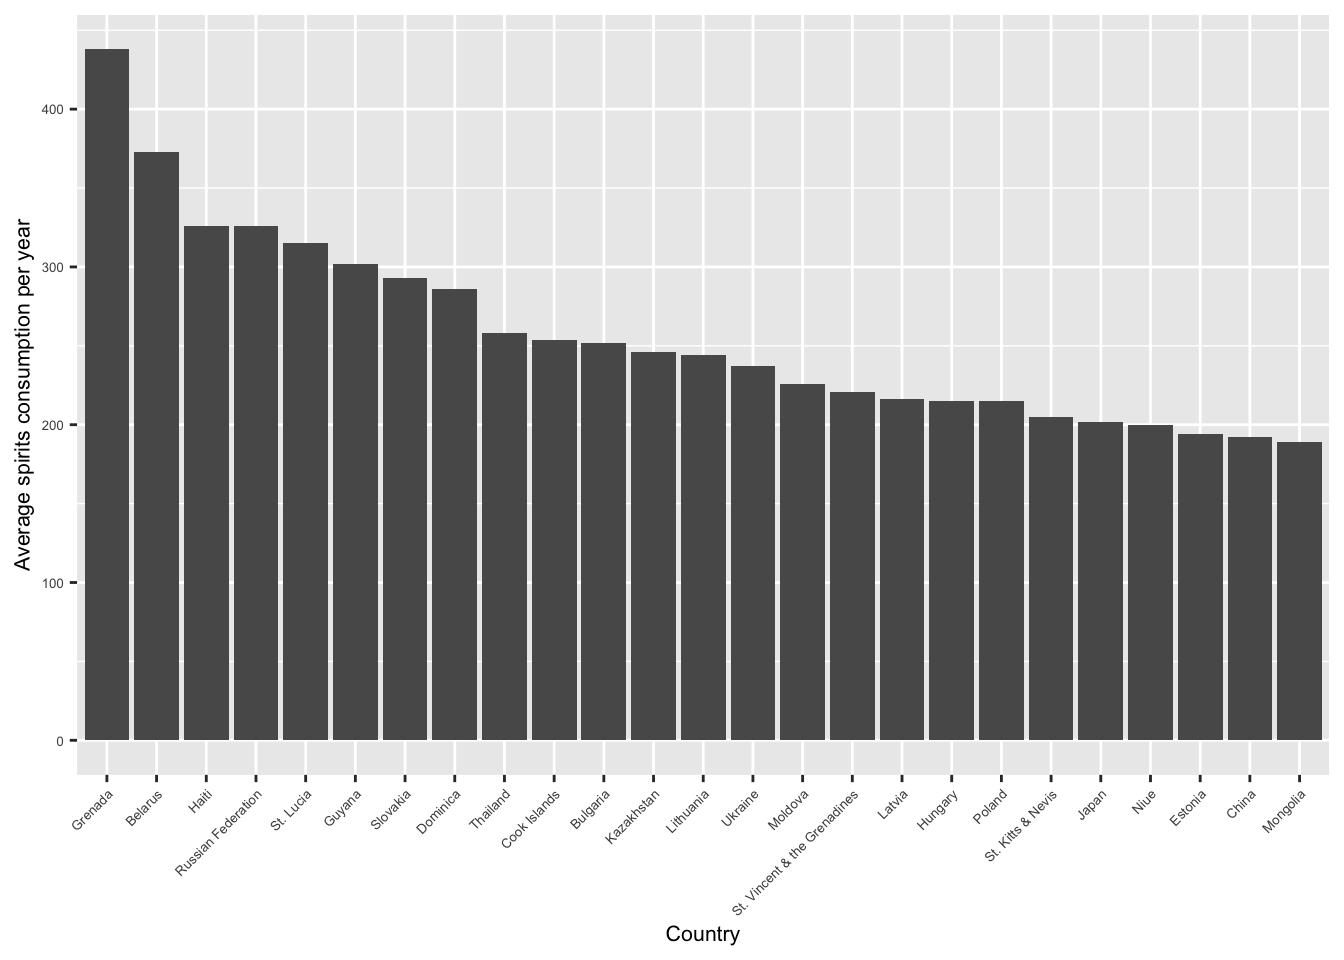 Average spirits consumption per year
400
300
200
100
0
Grenada
Belarus
Haiti
Russian Federation
St. Lucia
Guyana
Slovakia
Dominica
Thailand
Cook Islands
Bulgaria
Kazakhstan
Lithuania
Ukraine
Moldova
St. Vincent & the Grenadines
Latvia
Hungary
Poland
St. Kitts & Nevis
Japan
Niue
Estonia
China
Mongolia
Country